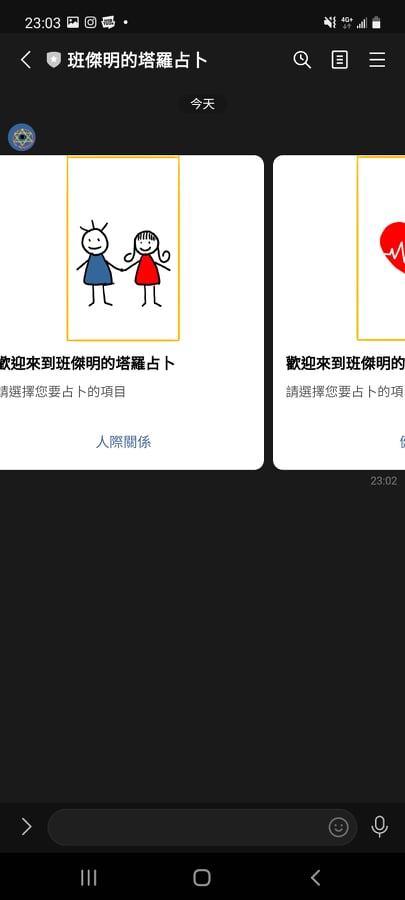 23:03
4G+
班傑明的塔羅占卜
今天
歡迎來到班傑明的塔羅占卜
請選擇您要占卜的項目
人際關係
歡迎來到班傑明的
請選擇您要占卜的項
23:02